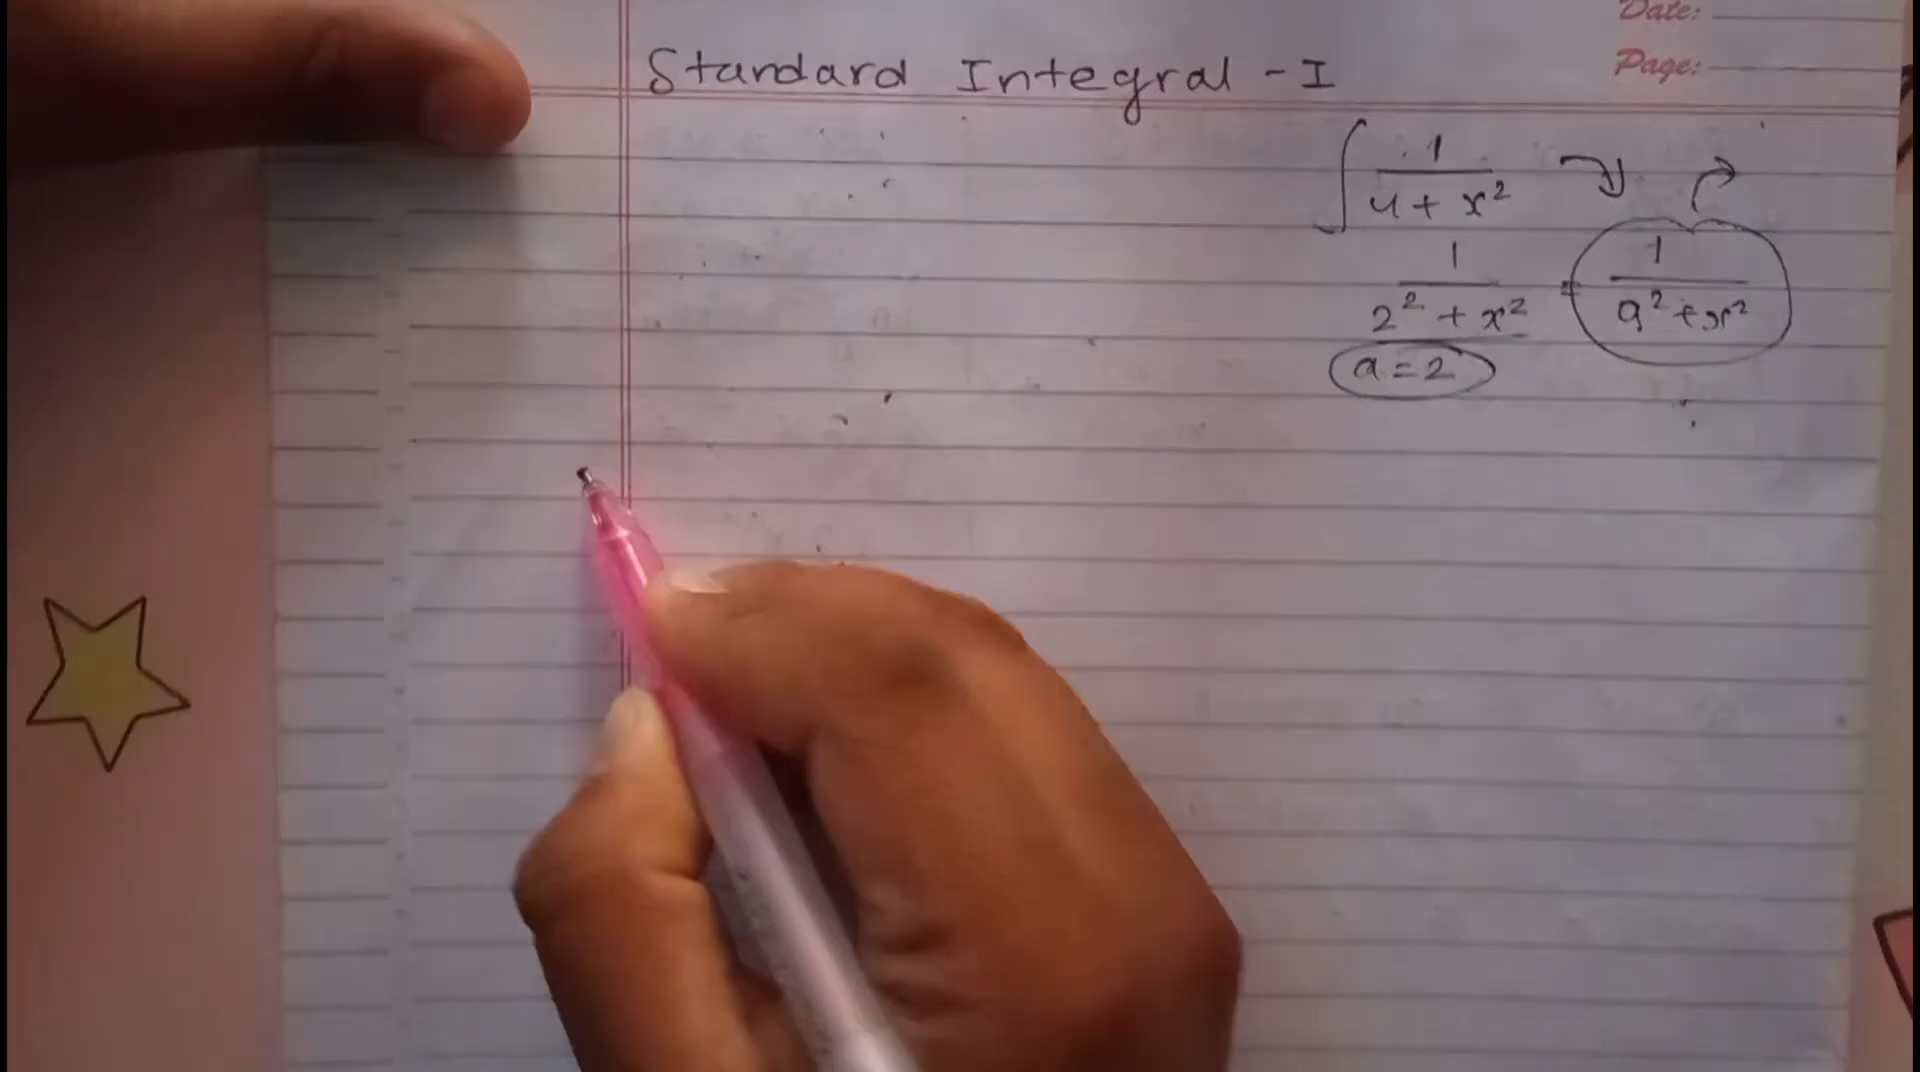 Date:
Page:
Standard Integral - I
∫ 1 / 4 + x²
1 / 2² + x² = 1 / a² + x²
a = 2